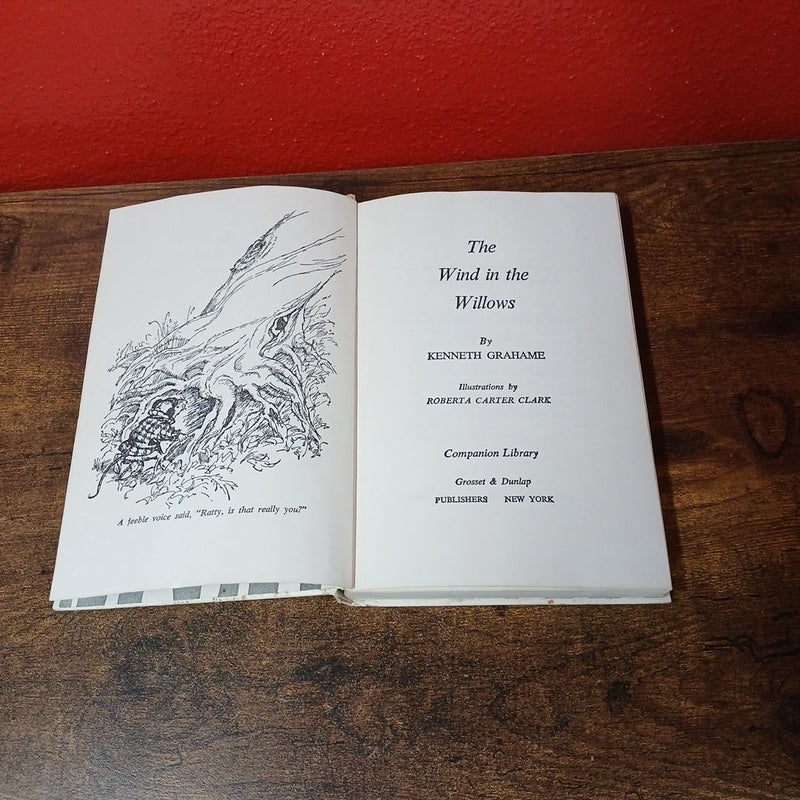 A feeble voice said, "Ratty, is that really you?"
The
Wind in the
Willows
By
KENNETH GRAHAME
Illustrations by
ROBERTA CARTER CLARK
Companion Library
Grosset & Dunlap
PUBLISHERS NEW YORK